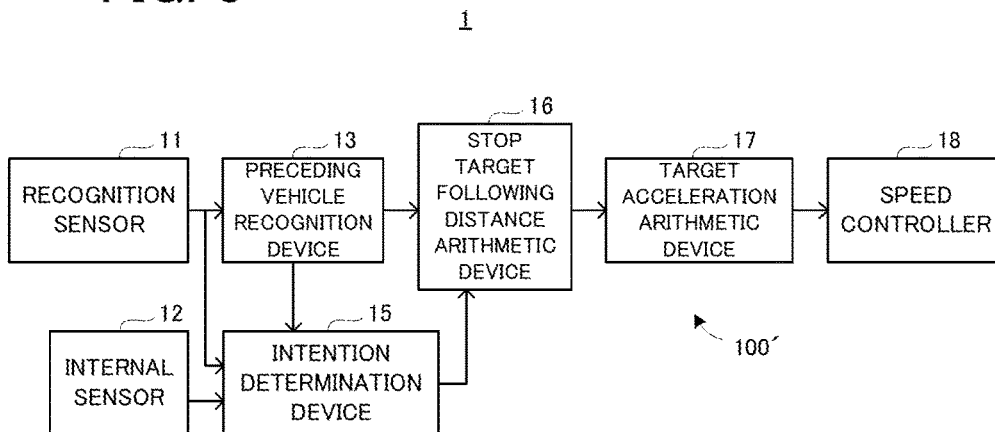 1
11
RECOGNITION
SENSOR
13
PRECEDING
VEHICLE
RECOGNITION
DEVICE
16
STOP
TARGET
FOLLOWING
DISTANCE
ARITHMETIC
DEVICE
17
TARGET
ACCELERATION
ARITHMETIC
DEVICE
18
SPEED
CONTROLLER
12
INTERNAL
SENSOR
15
INTENTION
DETERMINATION
DEVICE
100´